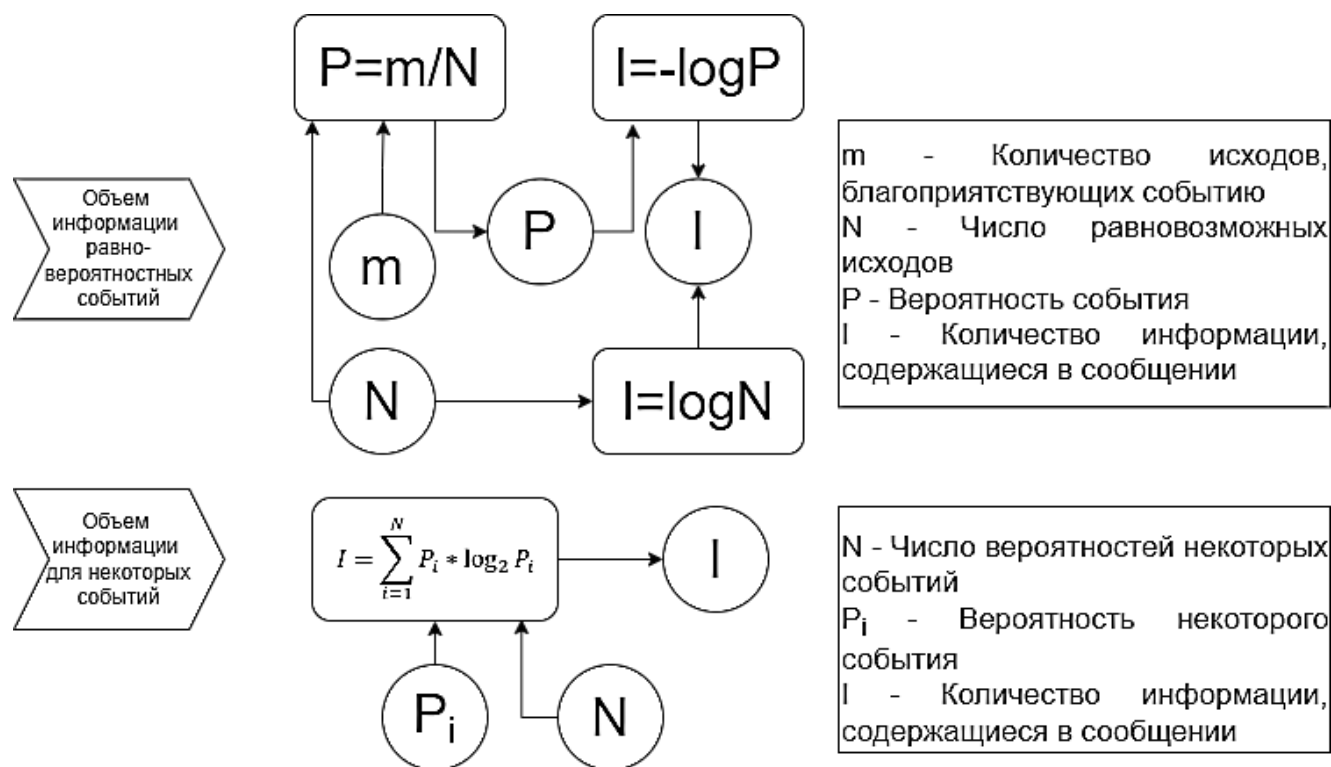 P=m/N
I=-logP
Объем
информации
равно-
вероятностных
событий
m
P
I
N
I=logN
m - Количество исходов,
благоприятствующих событию
N - Число равновозможных
исходов
P - Вероятность события
I - Количество информации,
содержащиеся в сообщении
Объем
информации
для некоторых
событий
I = ∑_{i=1}^{N} P_i * log_2 P_i
I
P_i
N
N - Число вероятностей некоторых
событий
P_i - Вероятность некоторого
события
I - Количество информации,
содержащиеся в сообщении